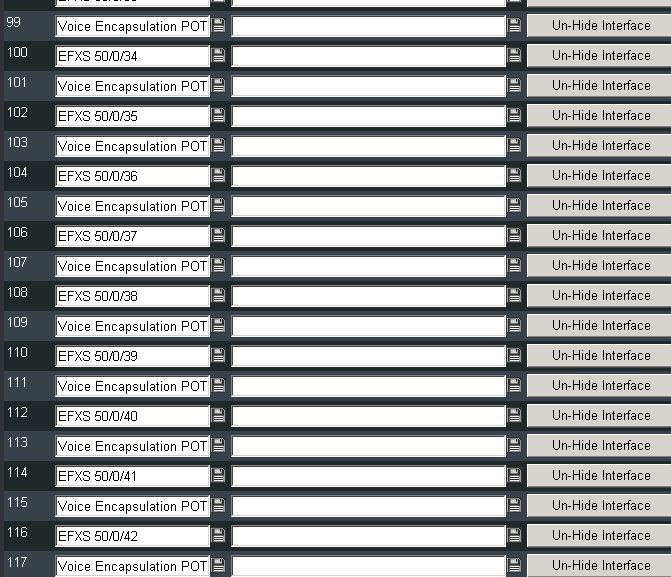 99 Voice Encapsulation POT Un-Hide Interface
100 EFXS 50/0/34 Un-Hide Interface
101 Voice Encapsulation POT Un-Hide Interface
102 EFXS 50/0/35 Un-Hide Interface
103 Voice Encapsulation POT Un-Hide Interface
104 EFXS 50/0/36 Un-Hide Interface
105 Voice Encapsulation POT Un-Hide Interface
106 EFXS 50/0/37 Un-Hide Interface
107 Voice Encapsulation POT Un-Hide Interface
108 EFXS 50/0/38 Un-Hide Interface
109 Voice Encapsulation POT Un-Hide Interface
110 EFXS 50/0/39 Un-Hide Interface
111 Voice Encapsulation POT Un-Hide Interface
112 EFXS 50/0/40 Un-Hide Interface
113 Voice Encapsulation POT Un-Hide Interface
114 EFXS 50/0/41 Un-Hide Interface
115 Voice Encapsulation POT Un-Hide Interface
116 EFXS 50/0/42 Un-Hide Interface
117 Voice Encapsulation POT Un-Hide Interface